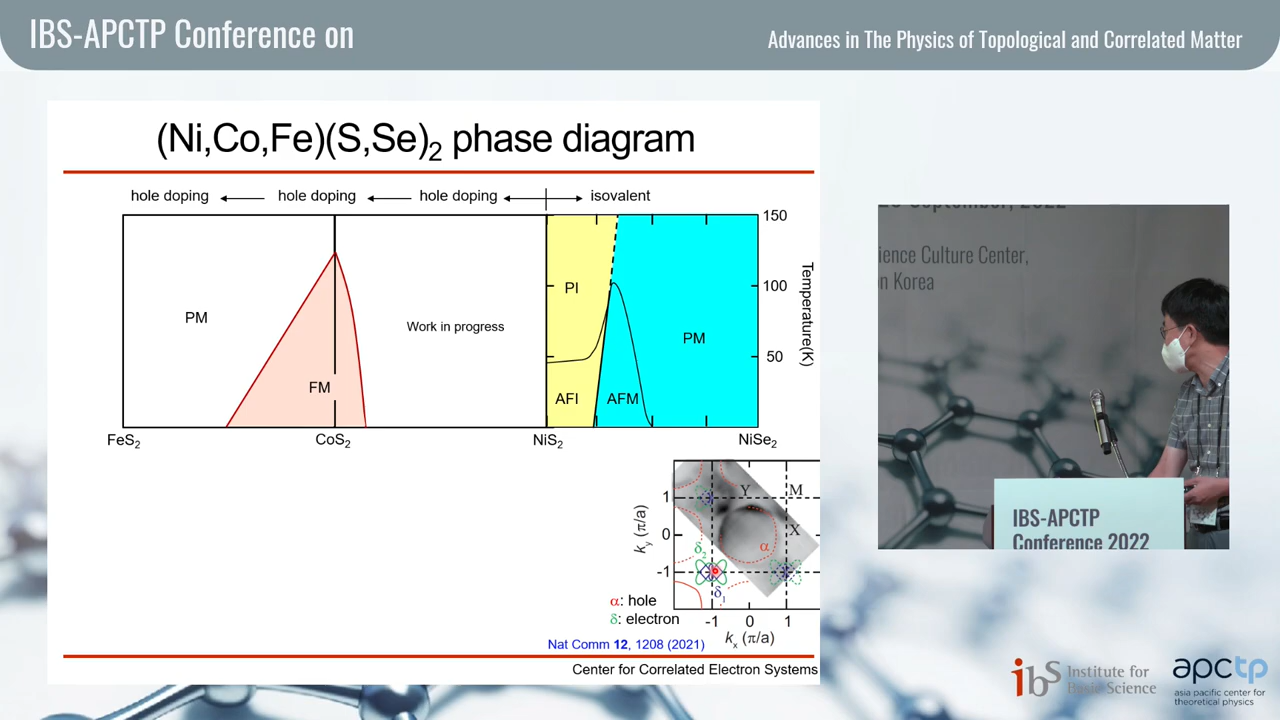 IBS-APCTP Conference on
Advances in The Physics of Topological and Correlated Matter
(Ni,Co,Fe)(S,Se)2 phase diagram
hole doping
hole doping
hole doping
isovalent
150
100
50
Temperature(K)
PM
FM
Work in progress
PI
AFI
AFM
PM
FeS2
CoS2
NiS2
NiSe2
1
0
-1
ky (π/a)
Y
M
X
α
δ2
δ1
-1
0
1
kx (π/a)
α: hole
δ: electron
Nat Comm 12, 1208 (2021)
Center for Correlated Electron Systems
September, 2022
ience Culture Center,
n Korea
IBS-APCTP
Conference 2022
ibs Institute for
Basic Science
apctp
asia pacific center for
theoretical physics